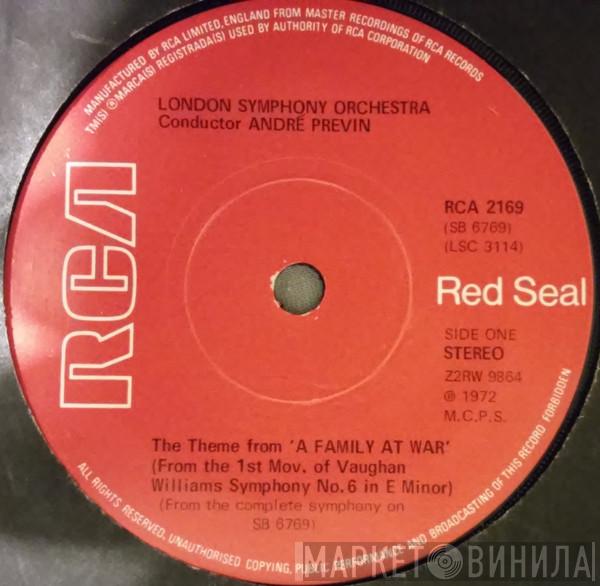 MANUFACTURED BY RCA LIMITED, ENGLAND FROM MASTER RECORDINGS OF RCA RECORDS
TM(S) ® MARCA(S) REGISTRADA(S) USED BY AUTHORITY OF RCA CORPORATION
LONDON SYMPHONY ORCHESTRA
Conductor ANDRÉ PREVIN
RCA
RCA 2169
(SB 6769)
(LSC 3114)
Red Seal
SIDE ONE
STEREO
Z2RW 9864
℗ 1972
M.C.P.S.
The Theme from 'A FAMILY AT WAR'
(From the 1st Mov. of Vaughan
Williams Symphony No.6 in E Minor)
(From the complete symphony on
SB 6769)
ALL RIGHTS RESERVED, UNAUTHORISED COPYING, PUBLIC PERFORMANCE AND BROADCASTING OF THIS RECORD FORBIDDEN
МАРКЕТ ВИНИЛА